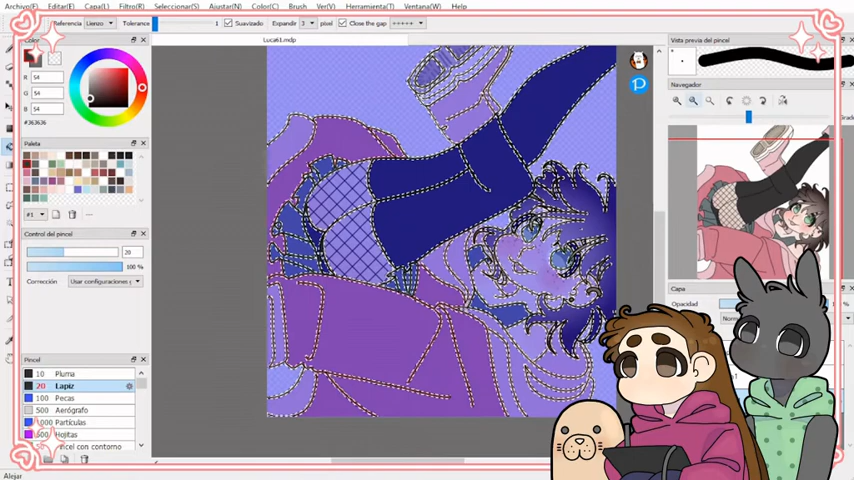 Archivo(A) Editar(E) Capa(L) Filtro(F) Seleccionar(S) Ajustar(N) Color(C) Brush Ver(V) Herramienta(T) Ventana(W) Help
Referencia Lienzo Tolerance 1 Suavizado Expandir 3 pixel Close the gap +++++
Color
Luca61.mdp
Vista previa del pincel
R 54
G 54
B 54
#363636
Navegador
Paleta
#1
Control del pincel
20
100 %
Corrección Usar configuraciones g
Capa
Opacidad
Pincel
10 Pluma
20 Lapiz
100 Pecas
500 Aerógrafo
1000 Partículas
500 Hojitas
Pincel con contorno
Alejar